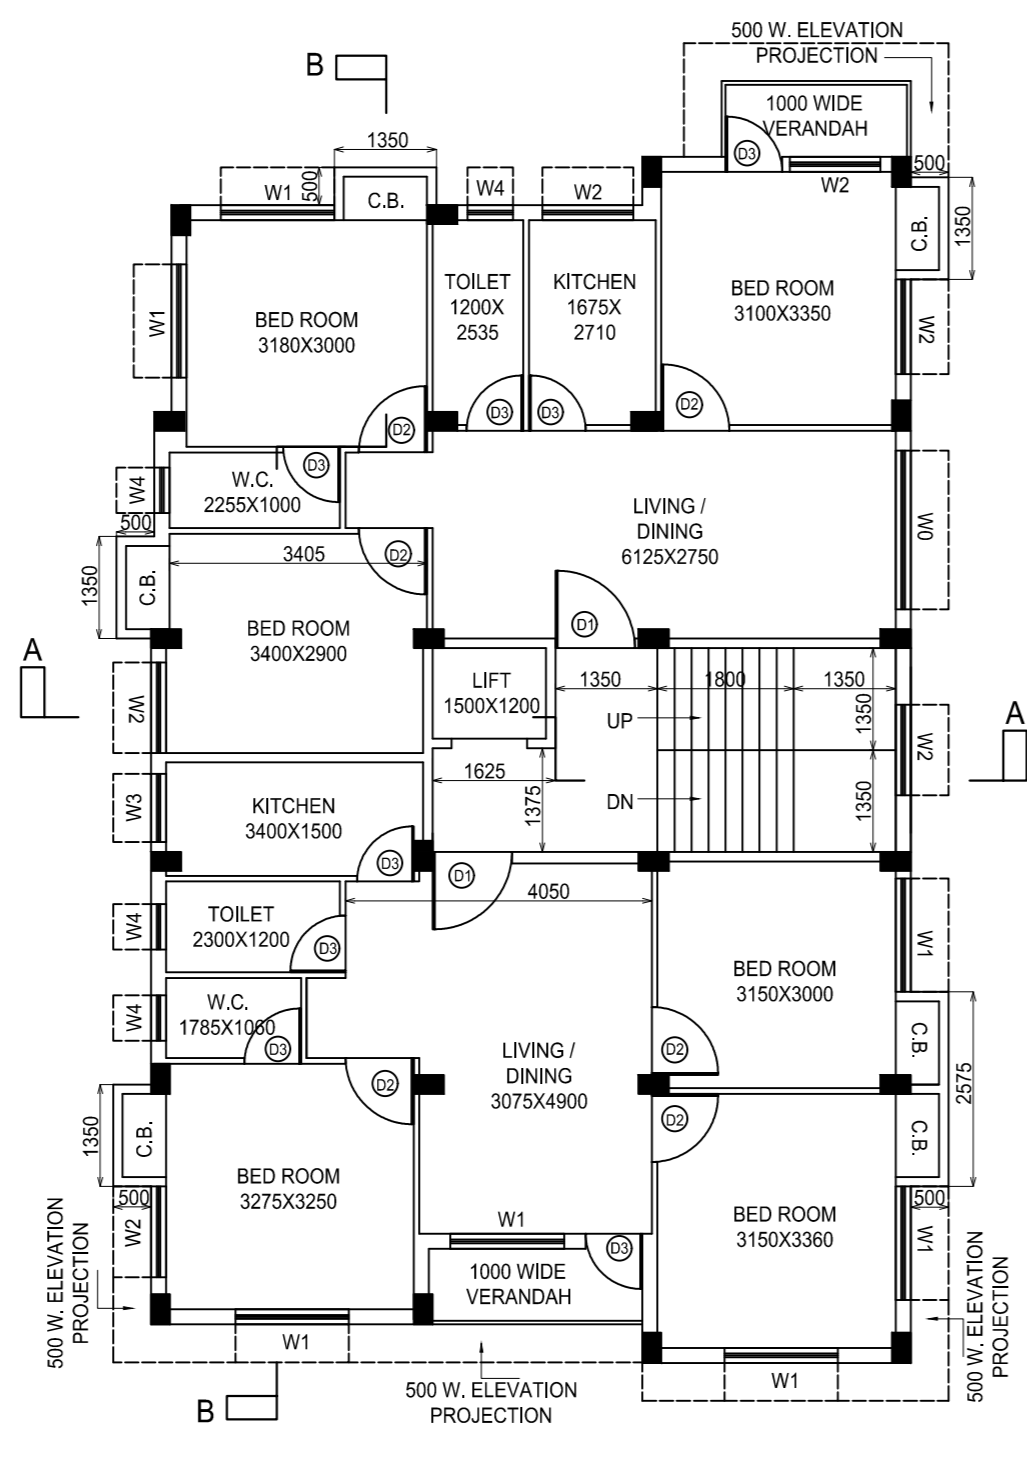 500 W. ELEVATION
PROJECTION
B
1000 WIDE
VERANDAH
D3
W2
500
1350
C.B.
W2
1350
500
W1
C.B.
W4
W2
W1
BED ROOM
3180X3000
D2
TOILET
1200X
2535
D3
KITCHEN
1675X
2710
D3
BED ROOM
3100X3350
D2
W4
W.C.
2255X1000
D3
LIVING /
DINING
6125X2750
W0
D1
500
1350
C.B.
3405
D2
BED ROOM
3400X2900
A
W2
LIFT
1500X1200
1350
1800
1350
1350
UP
DN
1350
W2
A
1625
1375
W3
KITCHEN
3400X1500
D3
D1
4050
W4
TOILET
2300X1200
D3
W4
W.C.
1785X1060
D3
LIVING /
DINING
3075X4900
BED ROOM
3150X3000
W1
D2
C.B.
2575
D2
1350
C.B.
D2
C.B.
BED ROOM
3275X3250
BED ROOM
3150X3360
500
W2
500
W1
W1
D3
1000 WIDE
VERANDAH
500 W. ELEVATION
PROJECTION
500 W. ELEVATION
PROJECTION
W1
W1
B
500 W. ELEVATION
PROJECTION